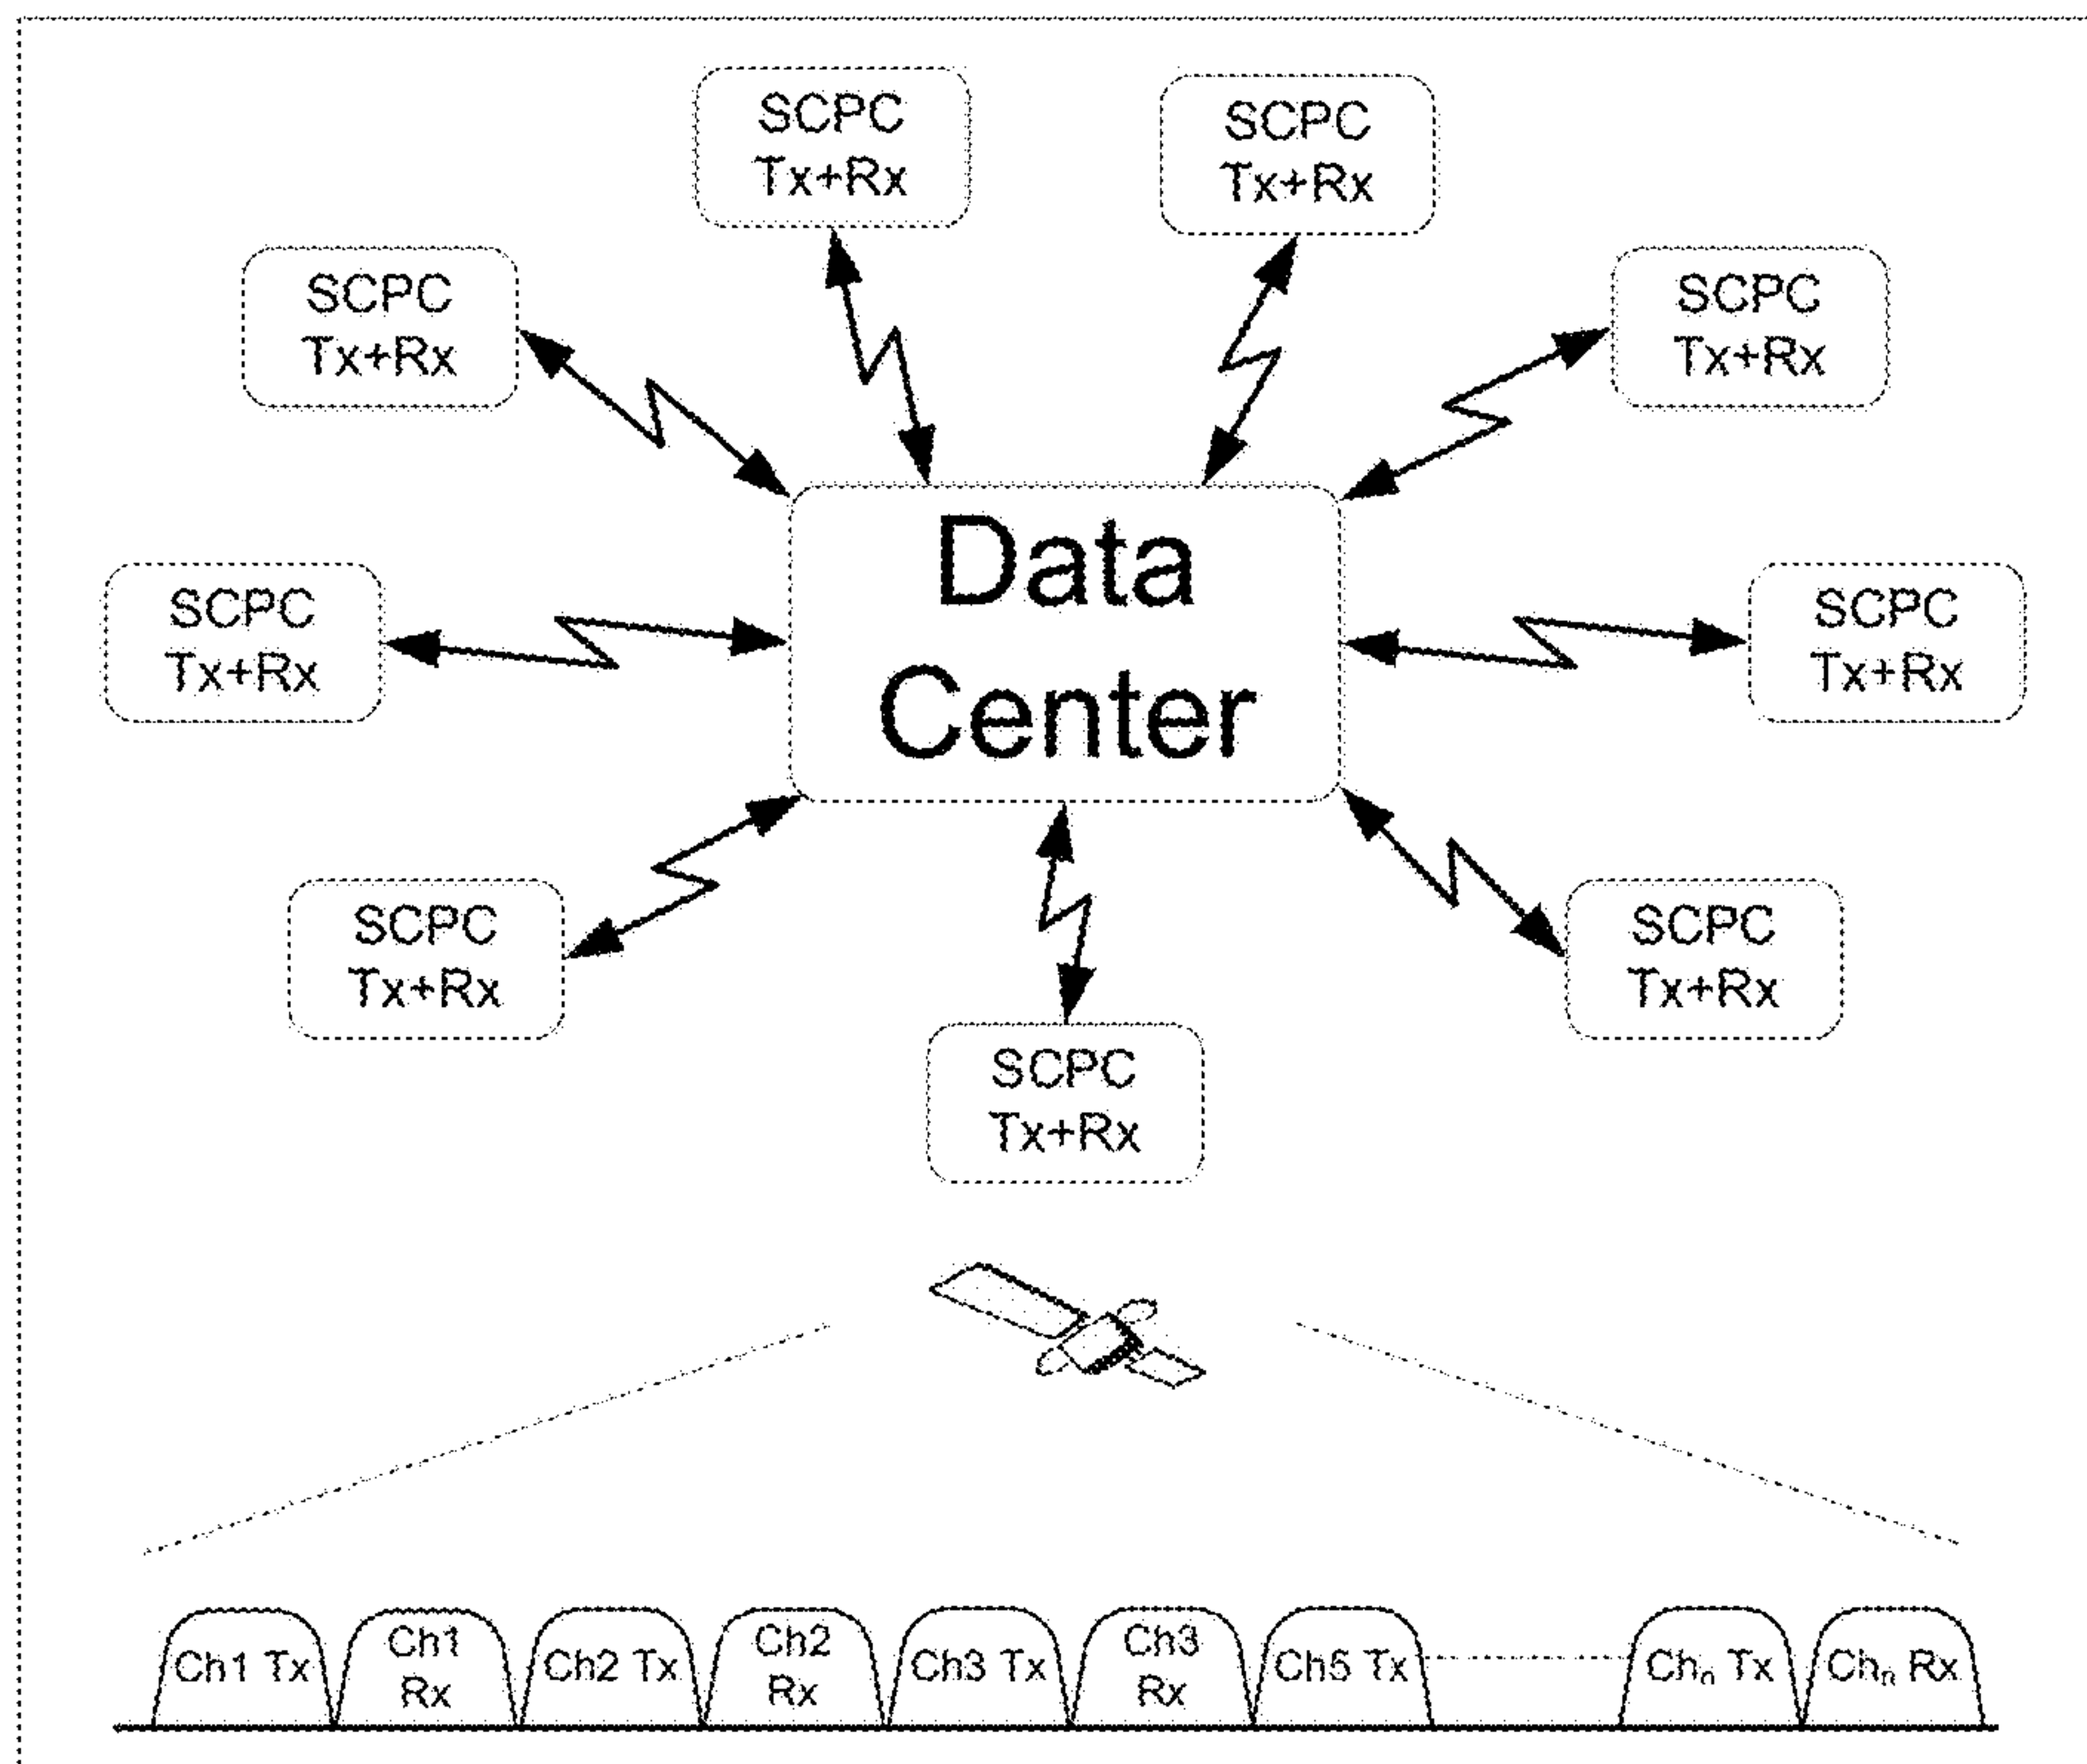 SCPC
Tx+Rx
SCPC
Tx+Rx
SCPC
Tx+Rx
SCPC
Tx+Rx
Data
Center
SCPC
Tx+Rx
SCPC
Tx+Rx
SCPC
Tx+Rx
SCPC
Tx+Rx
SCPC
Tx+Rx
Ch1 Tx
Ch1
Rx
Ch2 Tx
Ch2
Rx
Ch3 Tx
Ch3
Rx
Ch5 Tx
Chₙ Tx
Chₙ Rx